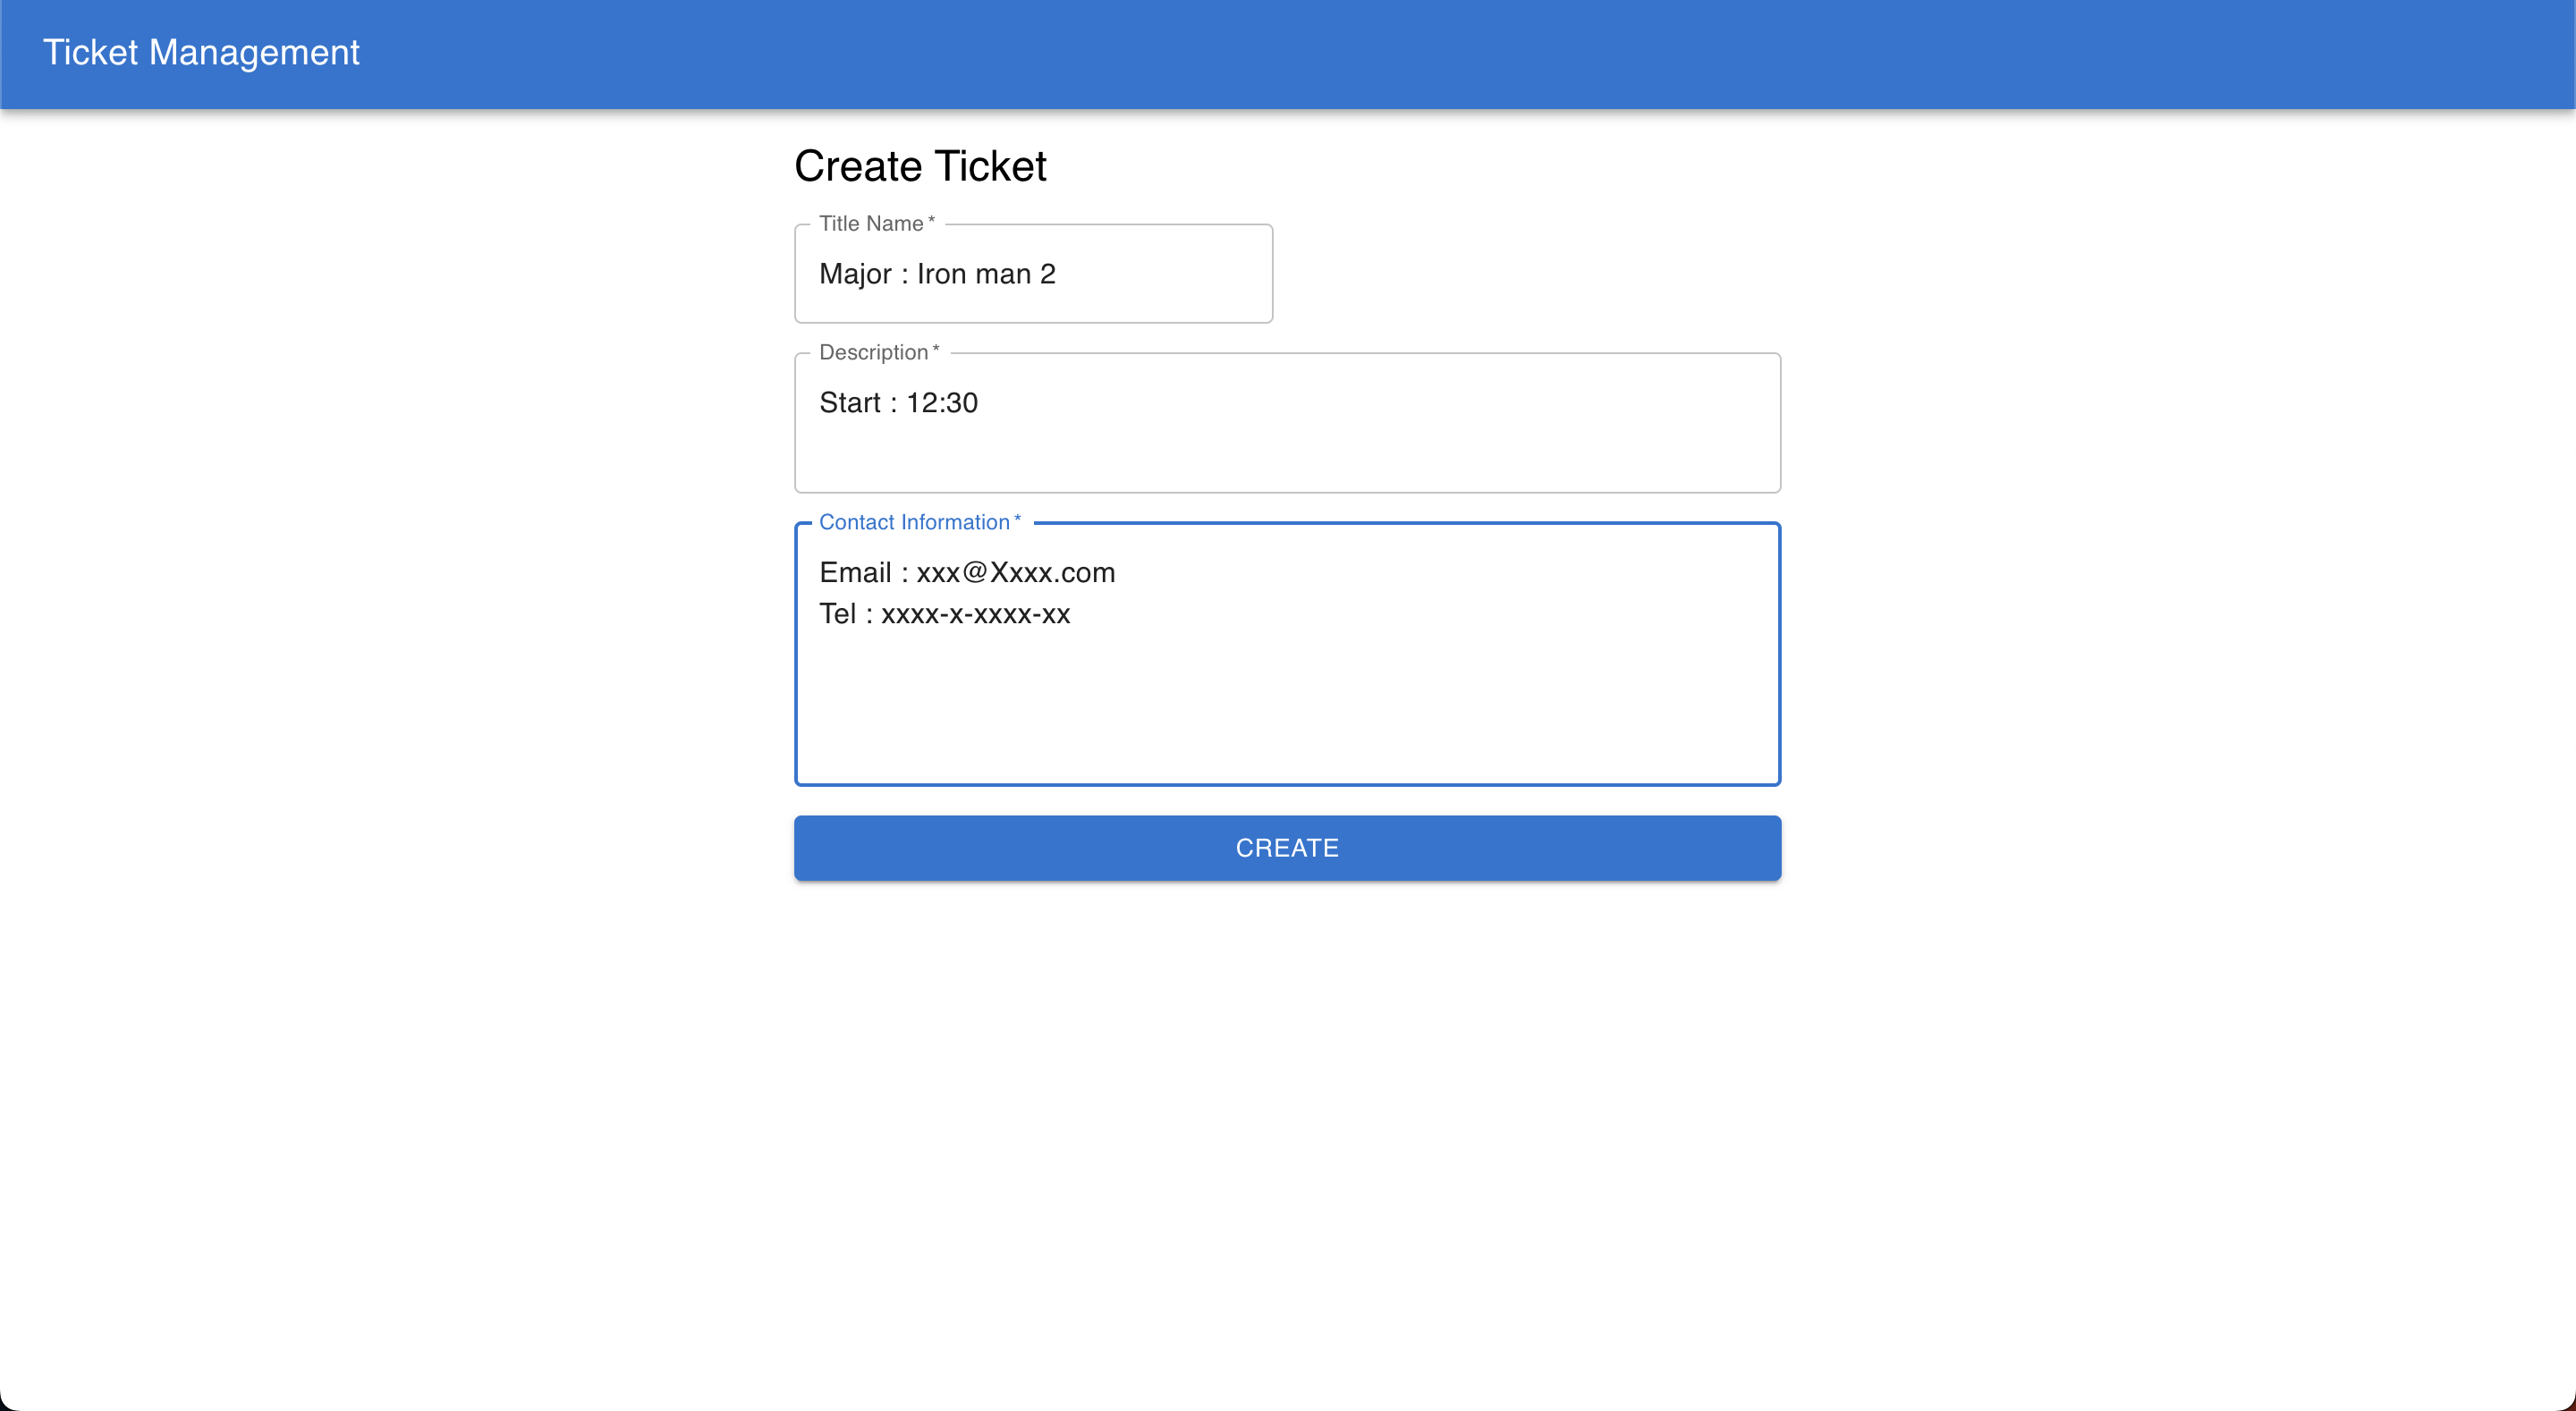 Ticket Management
Create Ticket
Title Name *
Major : Iron man 2
Description *
Start : 12:30
Contact Information *
Email : xxx@Xxxx.com
Tel : xxxx-x-xxxx-xx
CREATE